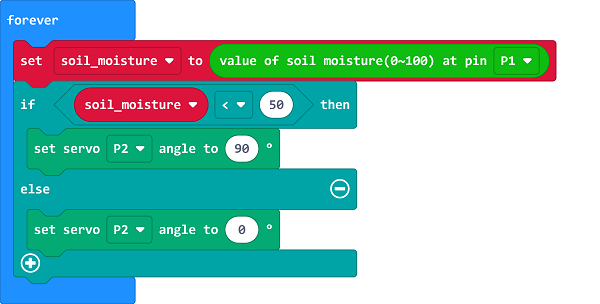 forever
set soil_moisture to value of soil moisture(0~100) at pin P1
if soil_moisture < 50 then
set servo P2 angle to 90 °
else
set servo P2 angle to 0 °